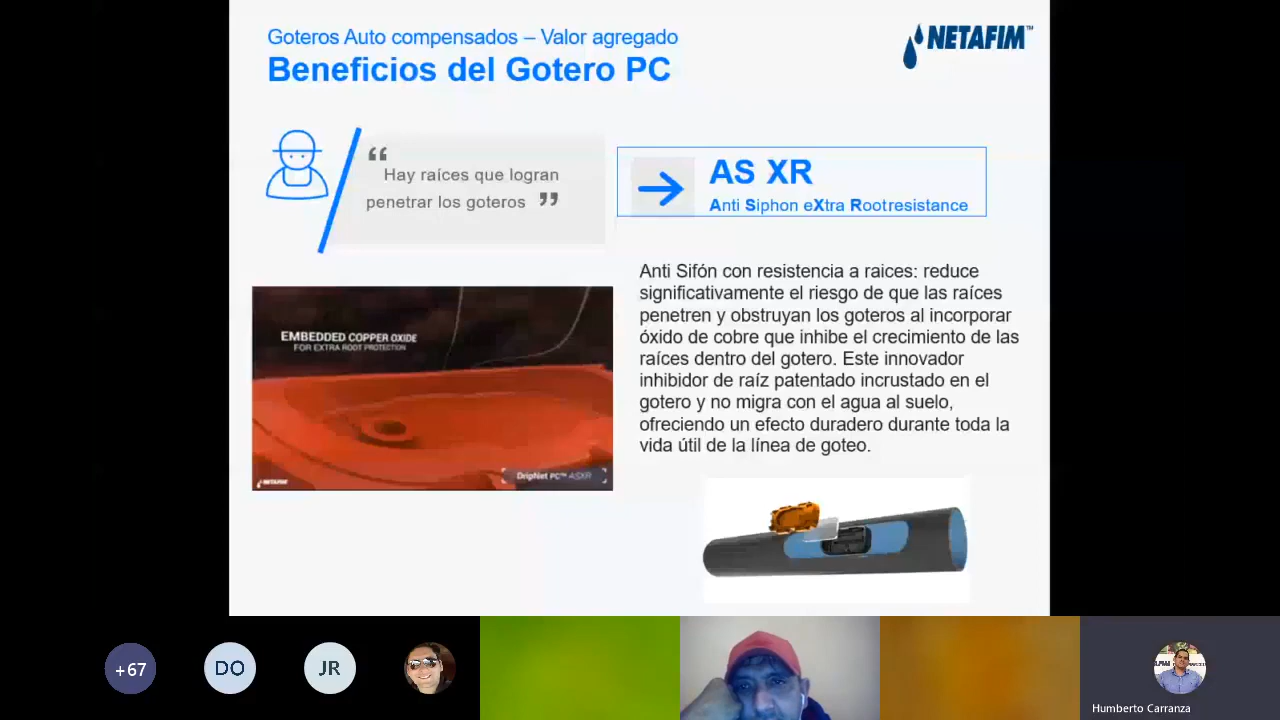 Goteros Auto compensados – Valor agregado
Beneficios del Gotero PC
NETAFIM™
“
Hay raíces que logran
penetrar los goteros ”
AS XR
Anti Siphon eXtra Rootresistance
Anti Sifón con resistencia a raices: reduce
significativamente el riesgo de que las raíces
penetren y obstruyan los goteros al incorporar
óxido de cobre que inhibe el crecimiento de las
raíces dentro del gotero. Este innovador
inhibidor de raíz patentado incrustado en el
gotero y no migra con el agua al suelo,
ofreciendo un efecto duradero durante toda la
vida útil de la línea de goteo.
EMBEDDED COPPER OXIDE
FOR EXTRA ROOT PROTECTION
DripNet PC™ ASXR
NETAFIM
+67
DO
JR
Humberto Carranza